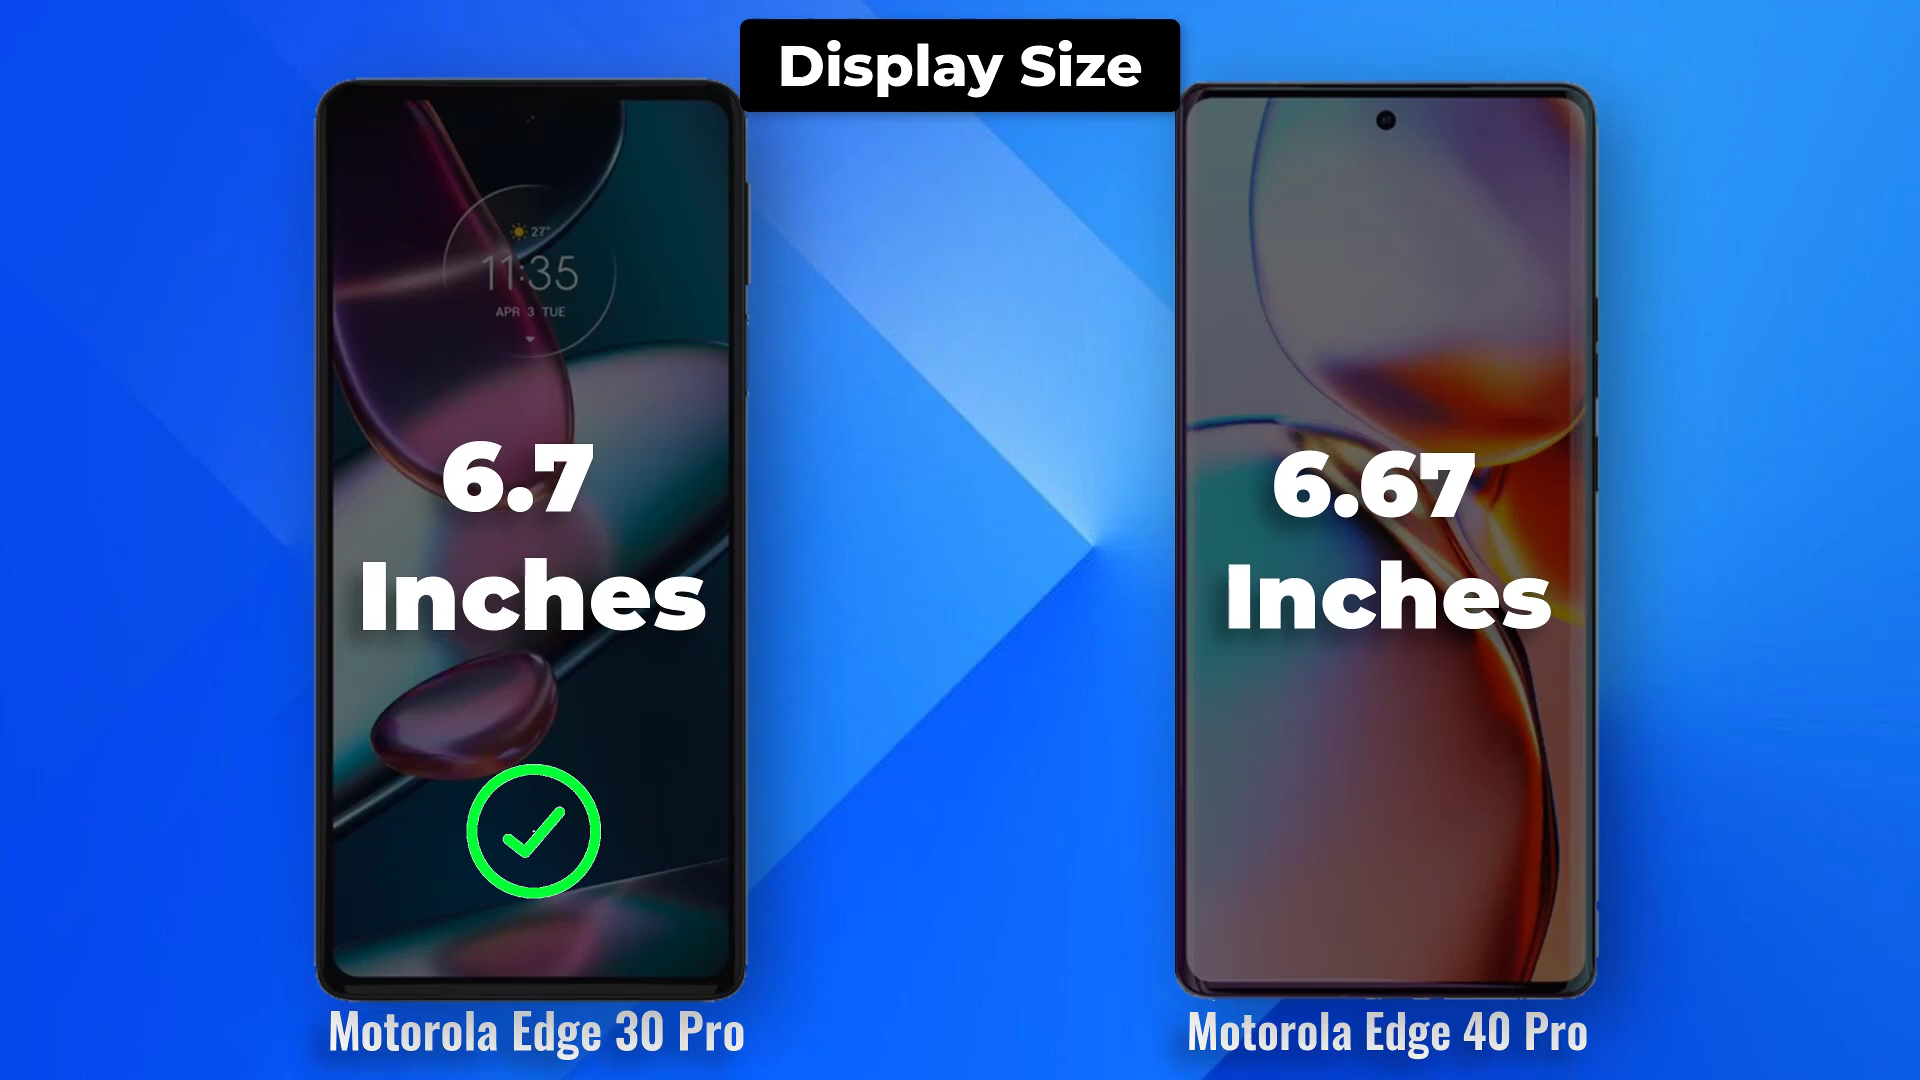 Display Size
27°
11:35
APR 3 TUE
6.7
Inches
6.67
Inches
Motorola Edge 30 Pro
Motorola Edge 40 Pro